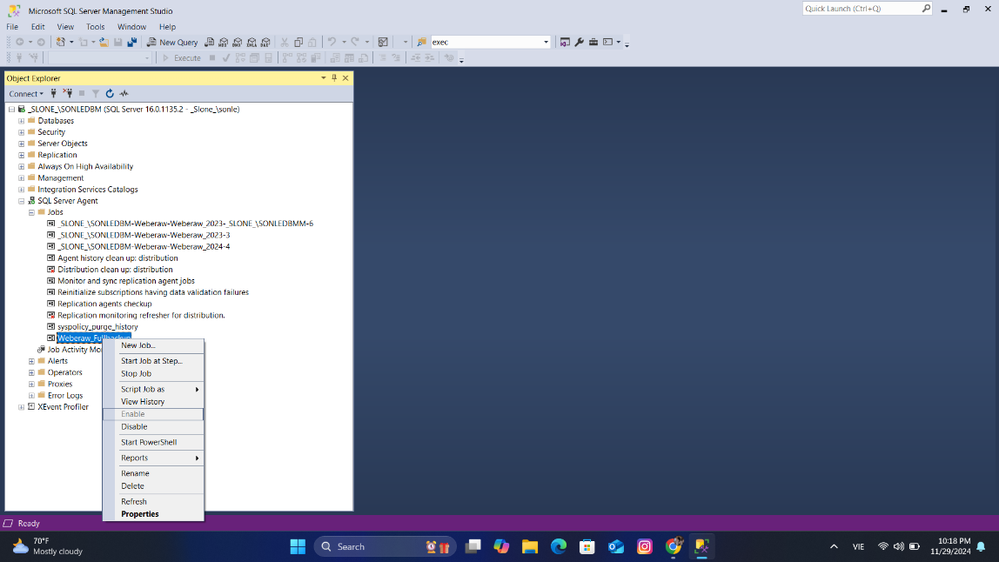 Microsoft SQL Server Management Studio
Quick Launch (Ctrl+Q)
File Edit View Tools Window Help
New Query
exec
Execute
Object Explorer
Connect
_SLONE_\SONLEDBM (SQL Server 16.0.1135.2 - _Slone_\sonle)
Databases
Security
Server Objects
Replication
Always On High Availability
Management
Integration Services Catalogs
SQL Server Agent
Jobs
_SLONE_\SONLEDBM-Weberaw-Weberaw_2023-_SLONE_\SONLEDBMM-6
_SLONE_\SONLEDBM-Weberaw-Weberaw_2023-3
_SLONE_\SONLEDBM-Weberaw-Weberaw_2024-4
Agent history clean up: distribution
Distribution clean up: distribution
Monitor and sync replication agent jobs
Reinitialize subscriptions having data validation failures
Replication agents checkup
Replication monitoring refresher for distribution.
syspolicy_purge_history
Weberaw_Fullbackup
Job Activity Mo
Alerts
Operators
Proxies
Error Logs
XEvent Profiler
New Job...
Start Job at Step...
Stop Job
Script Job as
View History
Enable
Disable
Start PowerShell
Reports
Rename
Delete
Refresh
Properties
Ready
70°F
Mostly cloudy
Search
VIE
10:18 PM
11/29/2024